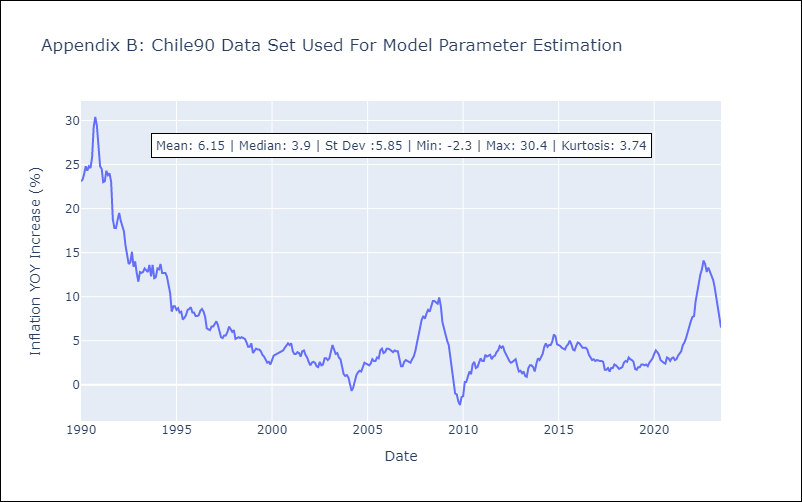 Appendix B: Chile90 Data Set Used For Model Parameter Estimation
Mean: 6.15 | Median: 3.9 | St Dev :5.85 | Min: -2.3 | Max: 30.4 | Kurtosis: 3.74
Inflation YOY Increase (%)
30
25
20
15
10
5
0
1990 1995 2000 2005 2010 2015 2020
Date